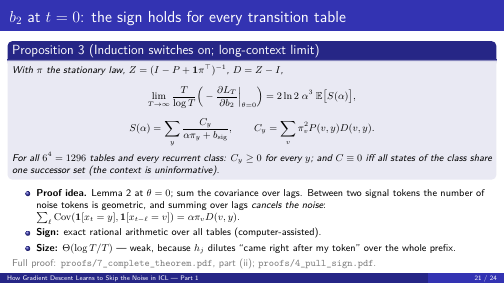 b₂ at t = 0: the sign holds for every transition table
Proposition 3 (Induction switches on; long-context limit)
With π the stationary law, Z = (I − P + 1π⊤)⁻¹, D = Z − I,
lim_{T→∞} T/log T ( − ∂L_T/∂b₂ |_{θ=0} ) = 2 ln 2 α³ E[S(α)],
S(α) = ∑_y C_y/(απ_y + b_sig), C_y = ∑_v π_v² P(v, y)D(v, y).
For all 6⁴ = 1296 tables and every recurrent class: C_y ≥ 0 for every y; and C ≡ 0 iff all states of the class share
one successor set (the context is uninformative).
Proof idea. Lemma 2 at θ = 0; sum the covariance over lags. Between two signal tokens the number of
noise tokens is geometric, and summing over lags cancels the noise:
∑_ℓ Cov(1[x_t = y], 1[x_{t−ℓ} = v]) = απ_v D(v, y).
Sign: exact rational arithmetic over all tables (computer-assisted).
Size: Θ(log T/T) — weak, because h_j dilutes “came right after my token” over the whole prefix.
Full proof: proofs/7_complete_theorem.pdf, part (ii); proofs/4_pull_sign.pdf.
How Gradient Descent Learns to Skip the Noise in ICL — Part 1 21 / 24